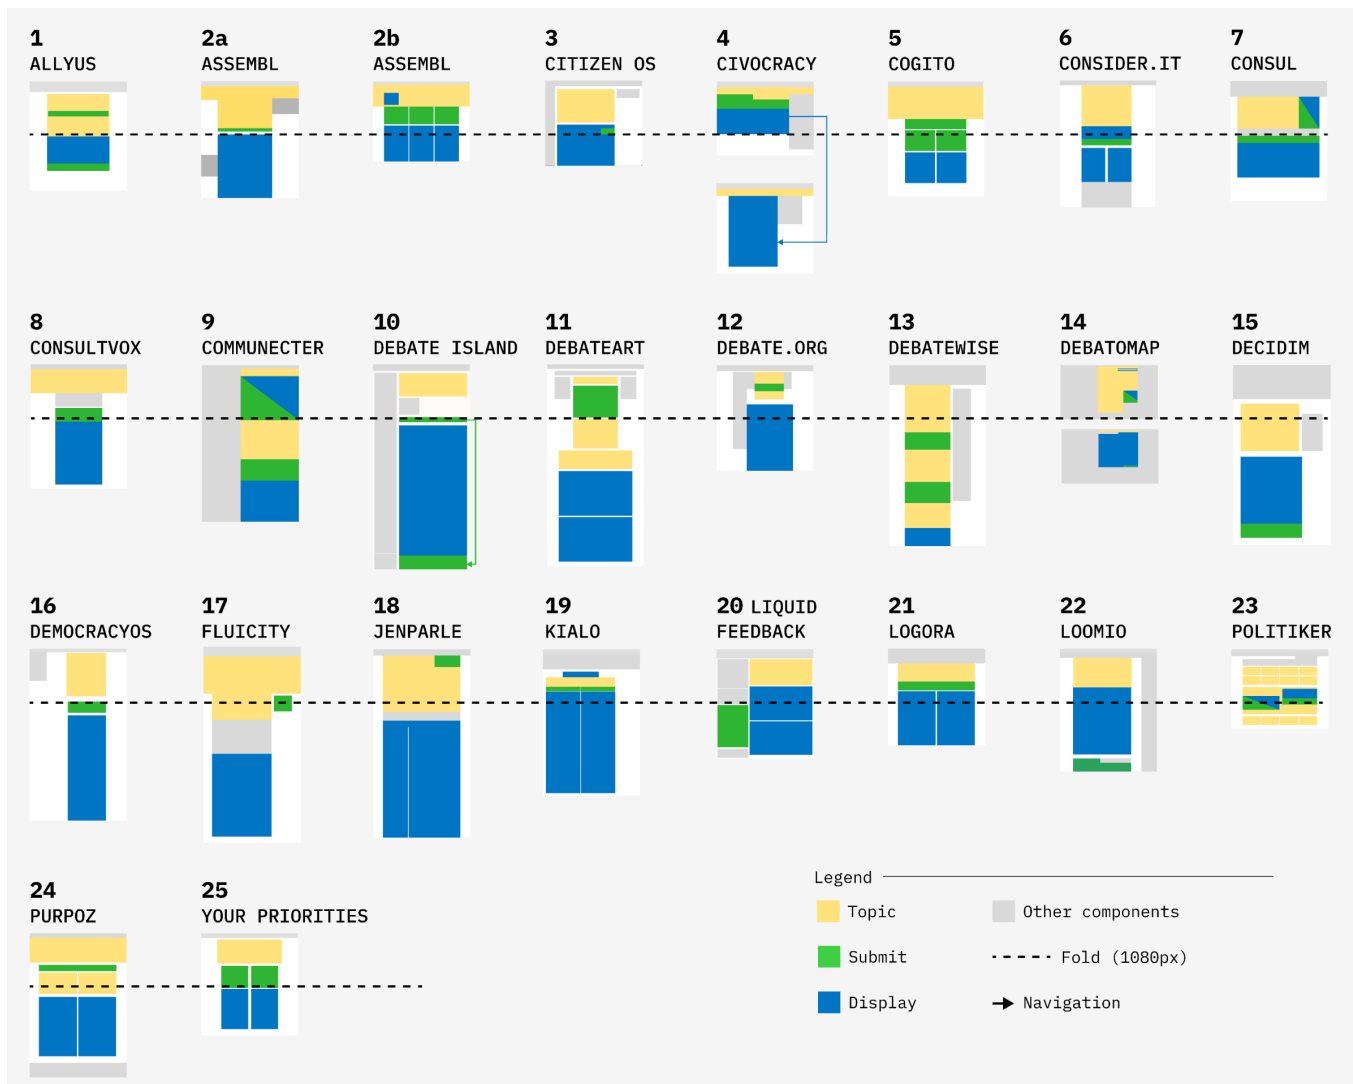 1
ALLYUS
2a
ASSEMBL
2b
ASSEMBL
3
CITIZEN OS
4
CIVOCRACY
5
COGITO
6
CONSIDER.IT
7
CONSUL
8
CONSULTVOX
9
COMMUNECTER
10
DEBATE ISLAND
11
DEBATEART
12
DEBATE.ORG
13
DEBATEWISE
14
DEBATOMAP
15
DECIDIM
16
DEMOCRACYOS
17
FLUICITY
18
JENPARLE
19
KIALO
20 LIQUID
FEEDBACK
21
LOGORA
22
LOOMIO
23
POLITIKER
24
PURPOZ
25
YOUR PRIORITIES
Legend
Topic
Other components
Submit
Fold (1080px)
Display
Navigation